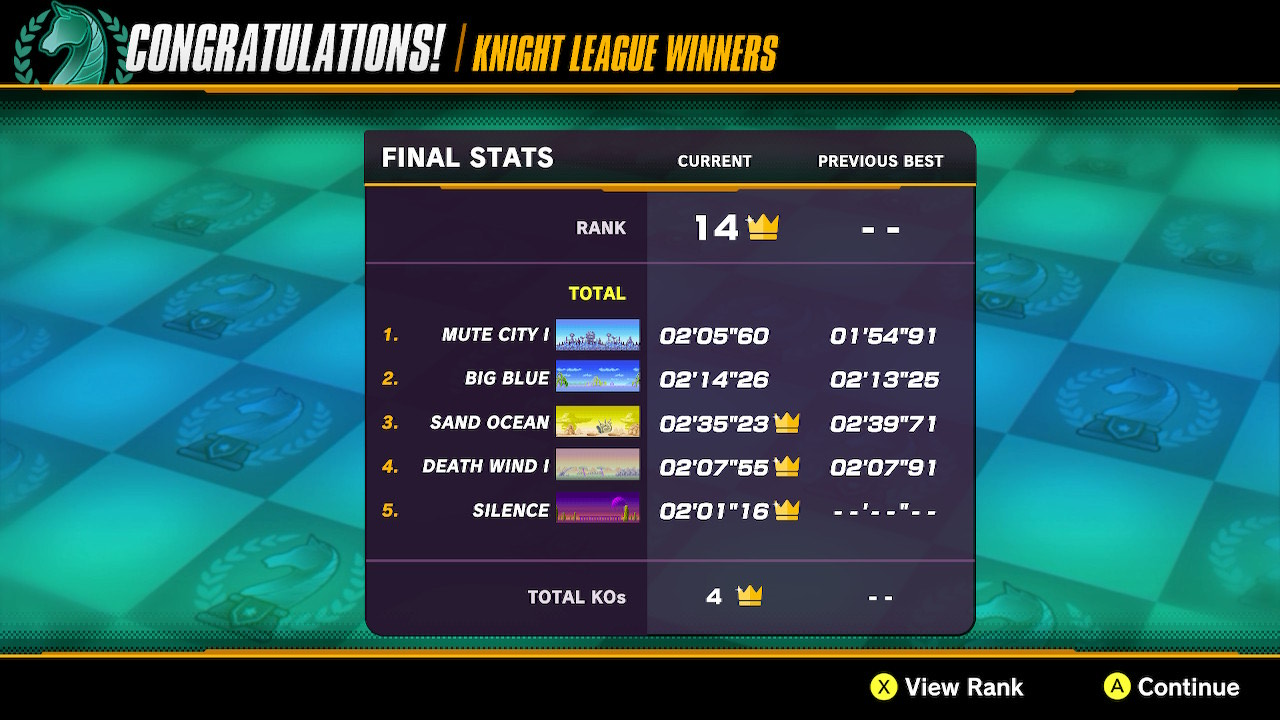 CONGRATULATIONS! / KNIGHT LEAGUE WINNERS
FINAL STATS CURRENT PREVIOUS BEST
RANK 14 --
TOTAL
1. MUTE CITY I 02'05"60 01'54"91
2. BIG BLUE 02'14"26 02'13"25
3. SAND OCEAN 02'35"23 02'39"71
4. DEATH WIND I 02'07"55 02'07"91
5. SILENCE 02'01"16 --'--"--
TOTAL KOs 4 --
X View Rank A Continue